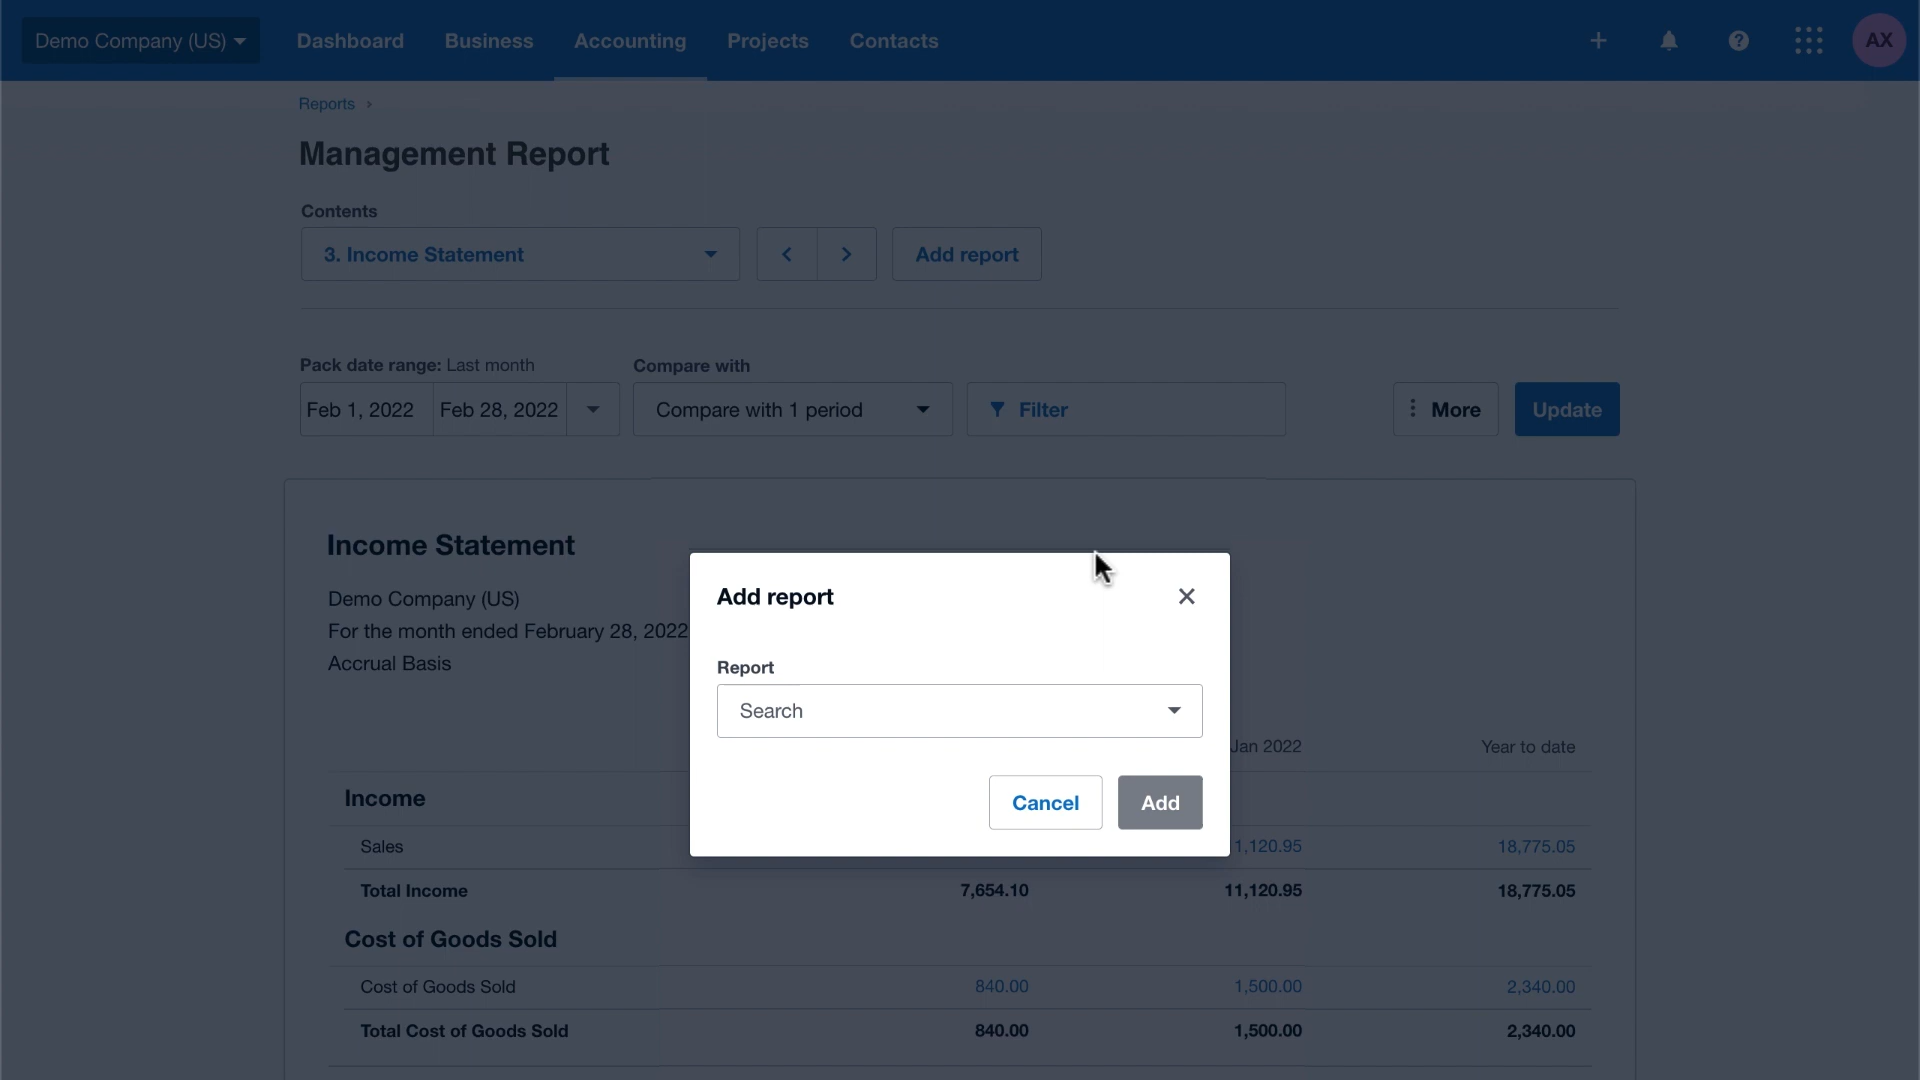 Demo Company (US) Dashboard Business Accounting Projects Contacts AX
Reports
Management Report
Contents
3. Income Statement Add report
Pack date range: Last month Compare with
Feb 1, 2022 Feb 28, 2022 Compare with 1 period Filter More Update
Income Statement
Demo Company (US)
For the month ended February 28, 2022
Accrual Basis
Add report
Report
Search
Cancel Add
Jan 2022 Year to date
Income
Sales 1,120.95 18,775.05
Total Income 7,654.10 11,120.95 18,775.05
Cost of Goods Sold
Cost of Goods Sold 840.00 1,500.00 2,340.00
Total Cost of Goods Sold 840.00 1,500.00 2,340.00